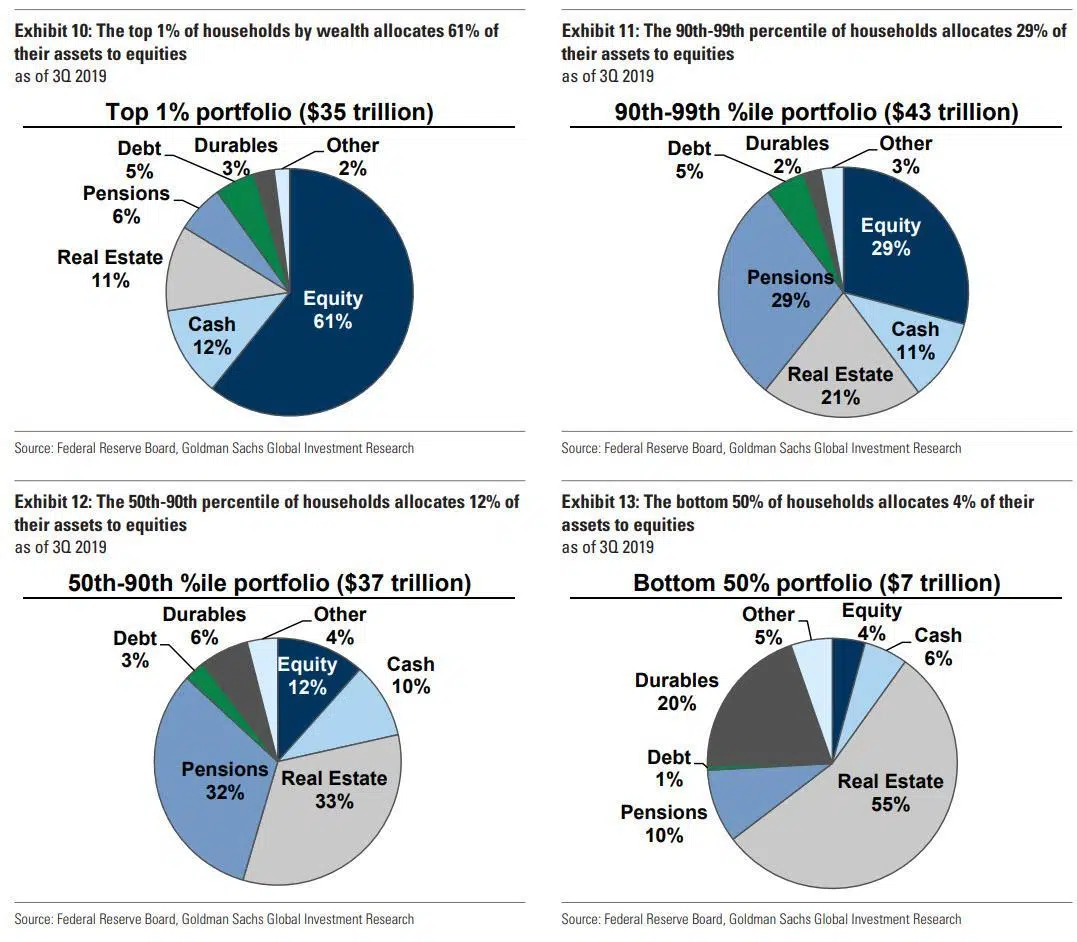 Exhibit 10: The top 1% of households by wealth allocates 61% of
their assets to equities
as of 3Q 2019
Top 1% portfolio ($35 trillion)
Debt
5%
Durables
3%
Other
2%
Pensions
6%
Real Estate
11%
Cash
12%
Equity
61%
Source: Federal Reserve Board, Goldman Sachs Global Investment Research
Exhibit 11: The 90th-99th percentile of households allocates 29% of
their assets to equities
as of 3Q 2019
90th-99th %ile portfolio ($43 trillion)
Debt
5%
Durables
2%
Other
3%
Equity
29%
Pensions
29%
Cash
11%
Real Estate
21%
Source: Federal Reserve Board, Goldman Sachs Global Investment Research
Exhibit 12: The 50th-90th percentile of households allocates 12% of
their assets to equities
as of 3Q 2019
50th-90th %ile portfolio ($37 trillion)
Durables
6%
Other
4%
Debt
3%
Equity
12%
Cash
10%
Pensions
32%
Real Estate
33%
Source: Federal Reserve Board, Goldman Sachs Global Investment Research
Exhibit 13: The bottom 50% of households allocates 4% of their
assets to equities
as of 3Q 2019
Bottom 50% portfolio ($7 trillion)
Other
5%
Equity
4%
Cash
6%
Durables
20%
Debt
1%
Pensions
10%
Real Estate
55%
Source: Federal Reserve Board, Goldman Sachs Global Investment Research